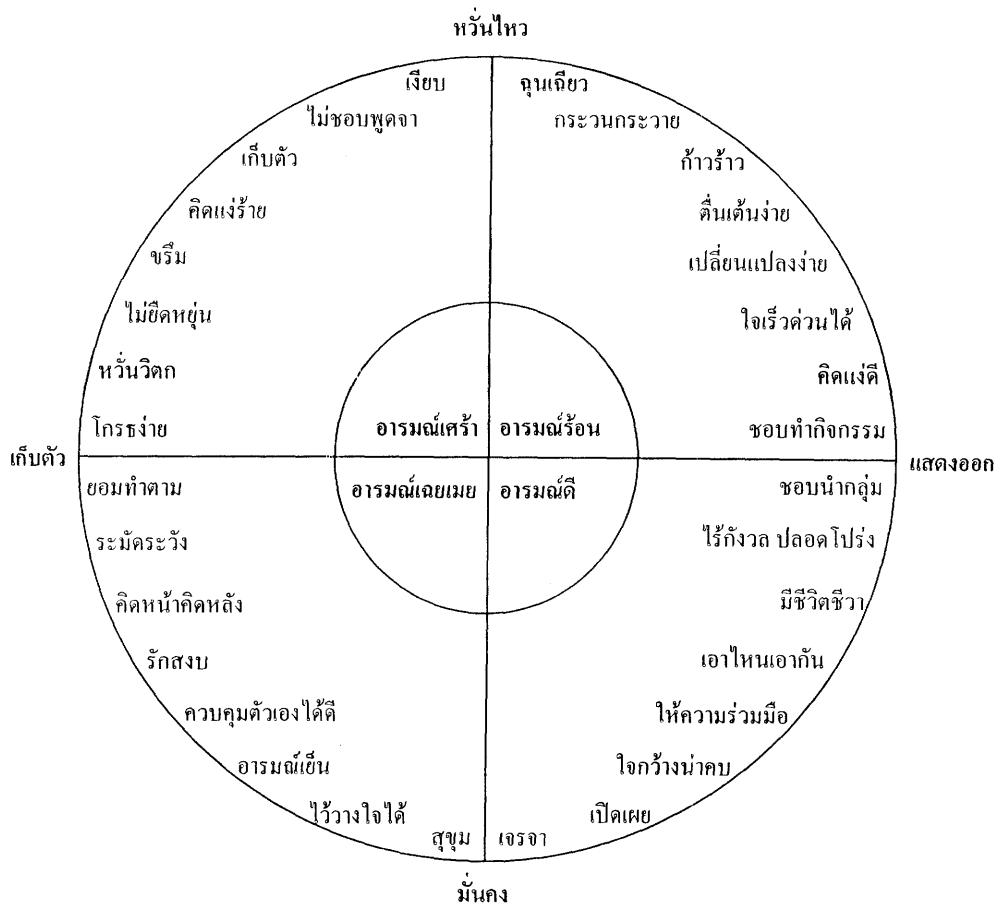 หวั่นไหว
เงียบ
ฉุนเฉียว
ไม่ชอบพูดจา
กระวนกระวาย
เก็บตัว
ก้าวร้าว
คิดแง่ร้าย
ตื่นเต้นง่าย
ขรึม
เปลี่ยนแปลงง่าย
ไม่ยืดหยุ่น
ใจเร็วด่วนได้
หวั่นวิตก
คิดแง่ดี
โกรธง่าย
อารมณ์เศร้า
อารมณ์ร้อน
ชอบทำกิจกรรม
เก็บตัว
แสดงออก
ยอมทำตาม
อารมณ์เฉยเมย
อารมณ์ดี
ชอบนำกลุ่ม
ระมัดระวัง
ไร้กังวล ปลอดโปร่ง
คิดหน้าคิดหลัง
มีชีวิตชีวา
รักสงบ
เอาไหนเอากัน
ควบคุมตัวเองได้ดี
ให้ความร่วมมือ
อารมณ์เย็น
ใจกว้างน่าคบ
ไว้วางใจได้
เปิดเผย
สุขุม
เจรจา
มั่นคง